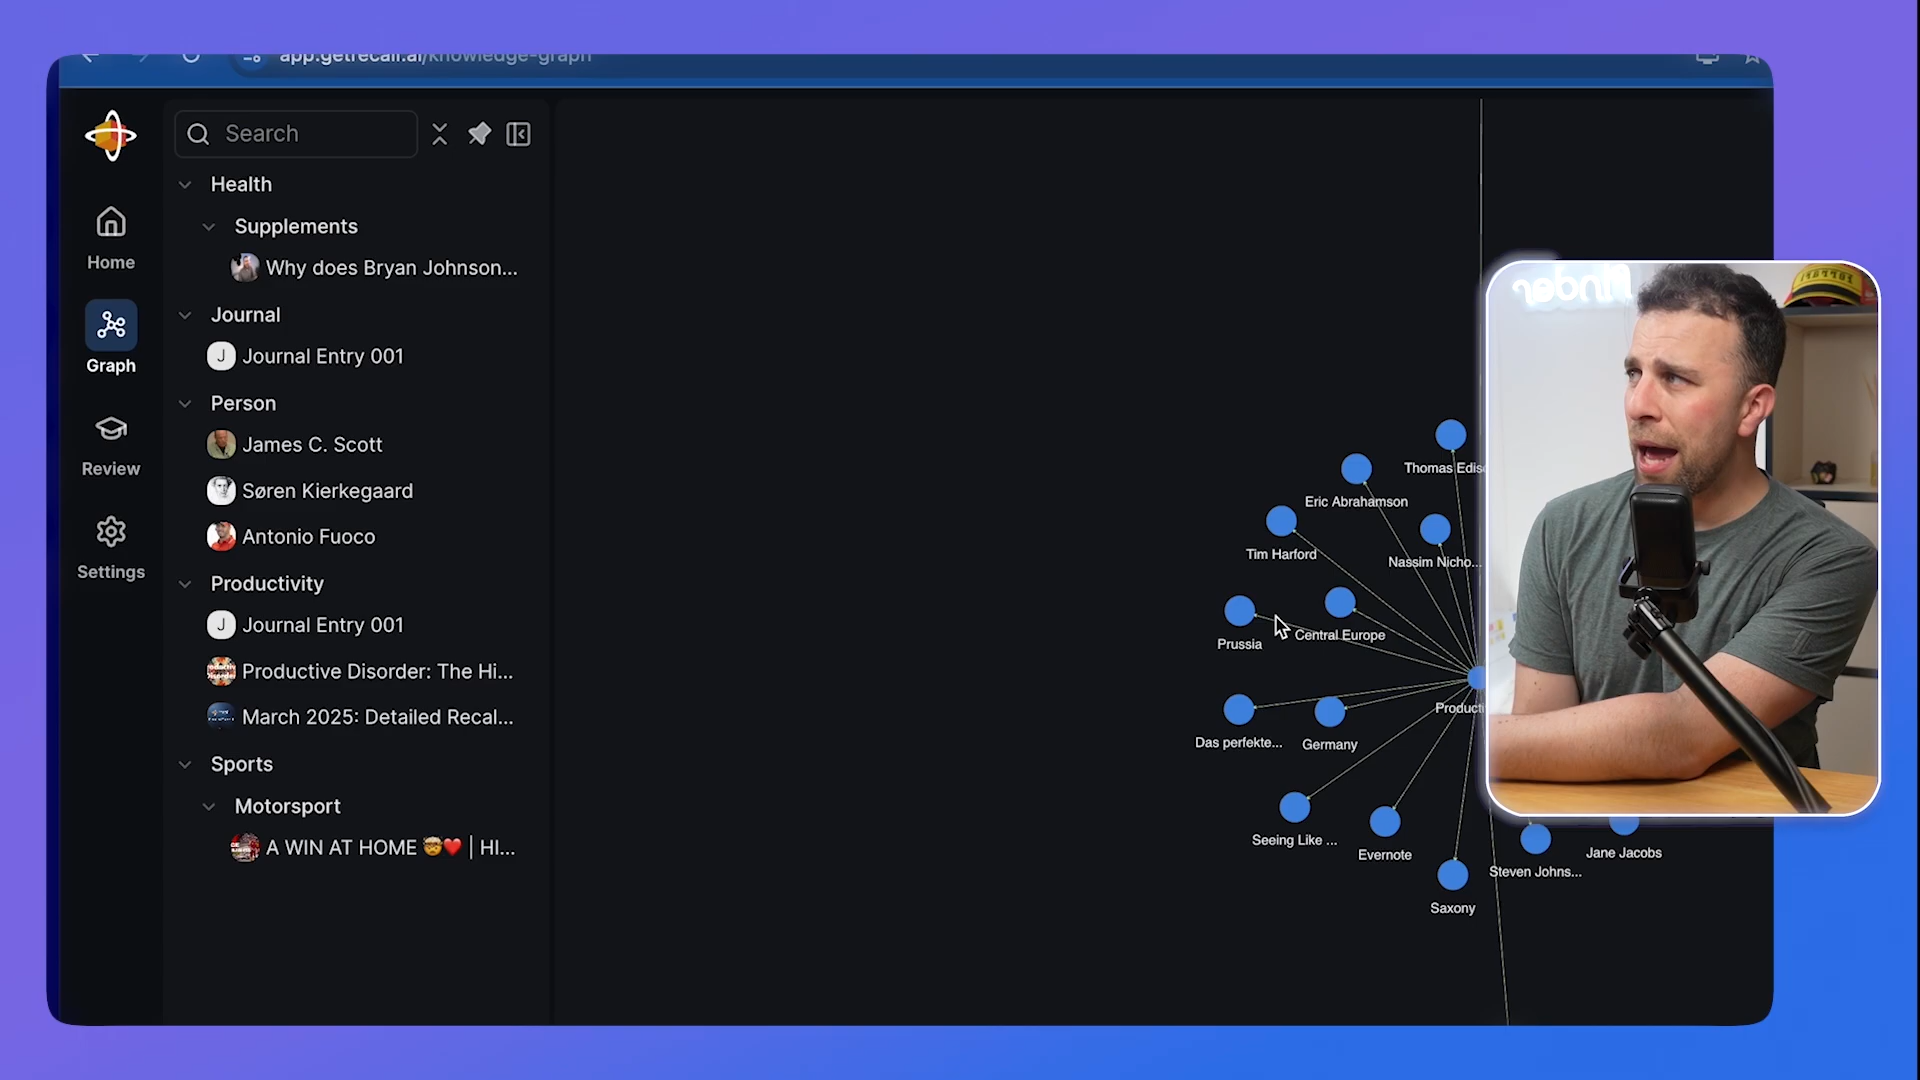 app.getrecall.ai/knowledge-graph
Search
Home
Graph
Review
Settings
Health
Supplements
Why does Bryan Johnson...
Journal
J Journal Entry 001
Person
James C. Scott
Søren Kierkegaard
Antonio Fuoco
Productivity
J Journal Entry 001
Productive Disorder: The Hi...
March 2025: Detailed Recal...
Sports
Motorsport
A WIN AT HOME 🤯❤️ | HI...
Thomas Edis
Eric Abrahamson
Tim Harford
Nassim Nicho...
Prussia
Central Europe
Producti
Das perfekte...
Germany
Seeing Like ...
Evernote
Steven Johns...
Jane Jacobs
Saxony